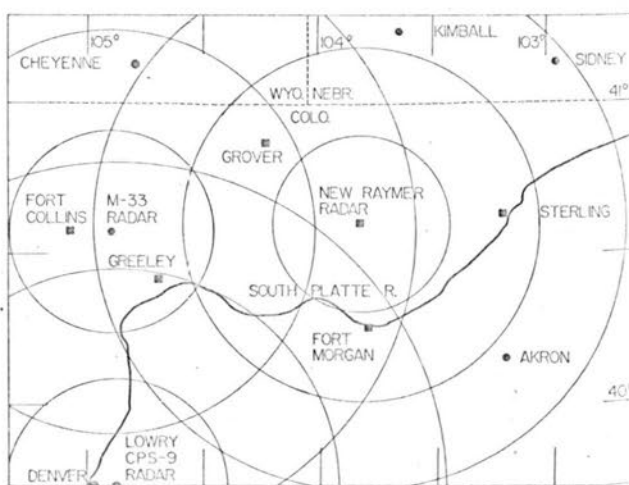 105°
104°
KIMBALL
103°
CHEYENNE
SIDNEY
WYO. NEBR.
41°
COLO.
GROVER
FORT
COLLINS
M-33
RADAR
NEW RAYMER
RADAR
STERLING
GREELEY
SOUTH PLATTE R.
FORT
MORGAN
AKRON
40°
LOWRY
CPS-9
RADAR
DENVER